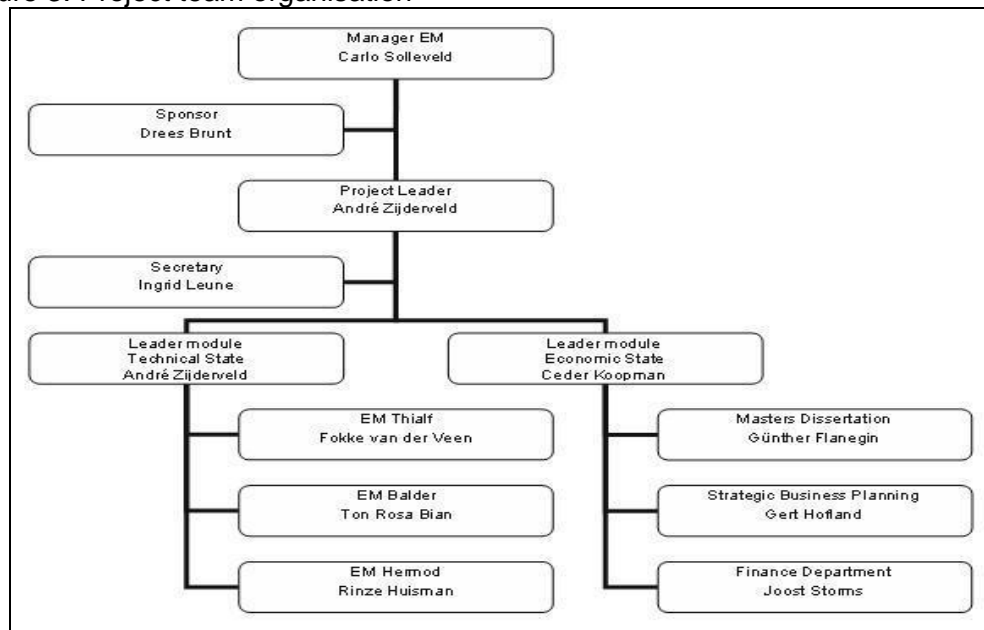 Project team organisation
Manager EM
Carlo Solleveld
Sponsor
Drees Brunt
Project Leader
André Zijderveld
Secretary
Ingrid Leune
Leader module
Technical State
André Zijderveld
Leader module
Economic State
Ceder Koopman
EM Thialf
Fokke van der Veen
Masters Dissertation
Günther Flanegin
EM Balder
Ton Rosa Bian
Strategic Business Planning
Gert Hofland
EM Hermod
Rinze Huisman
Finance Department
Joost Storms